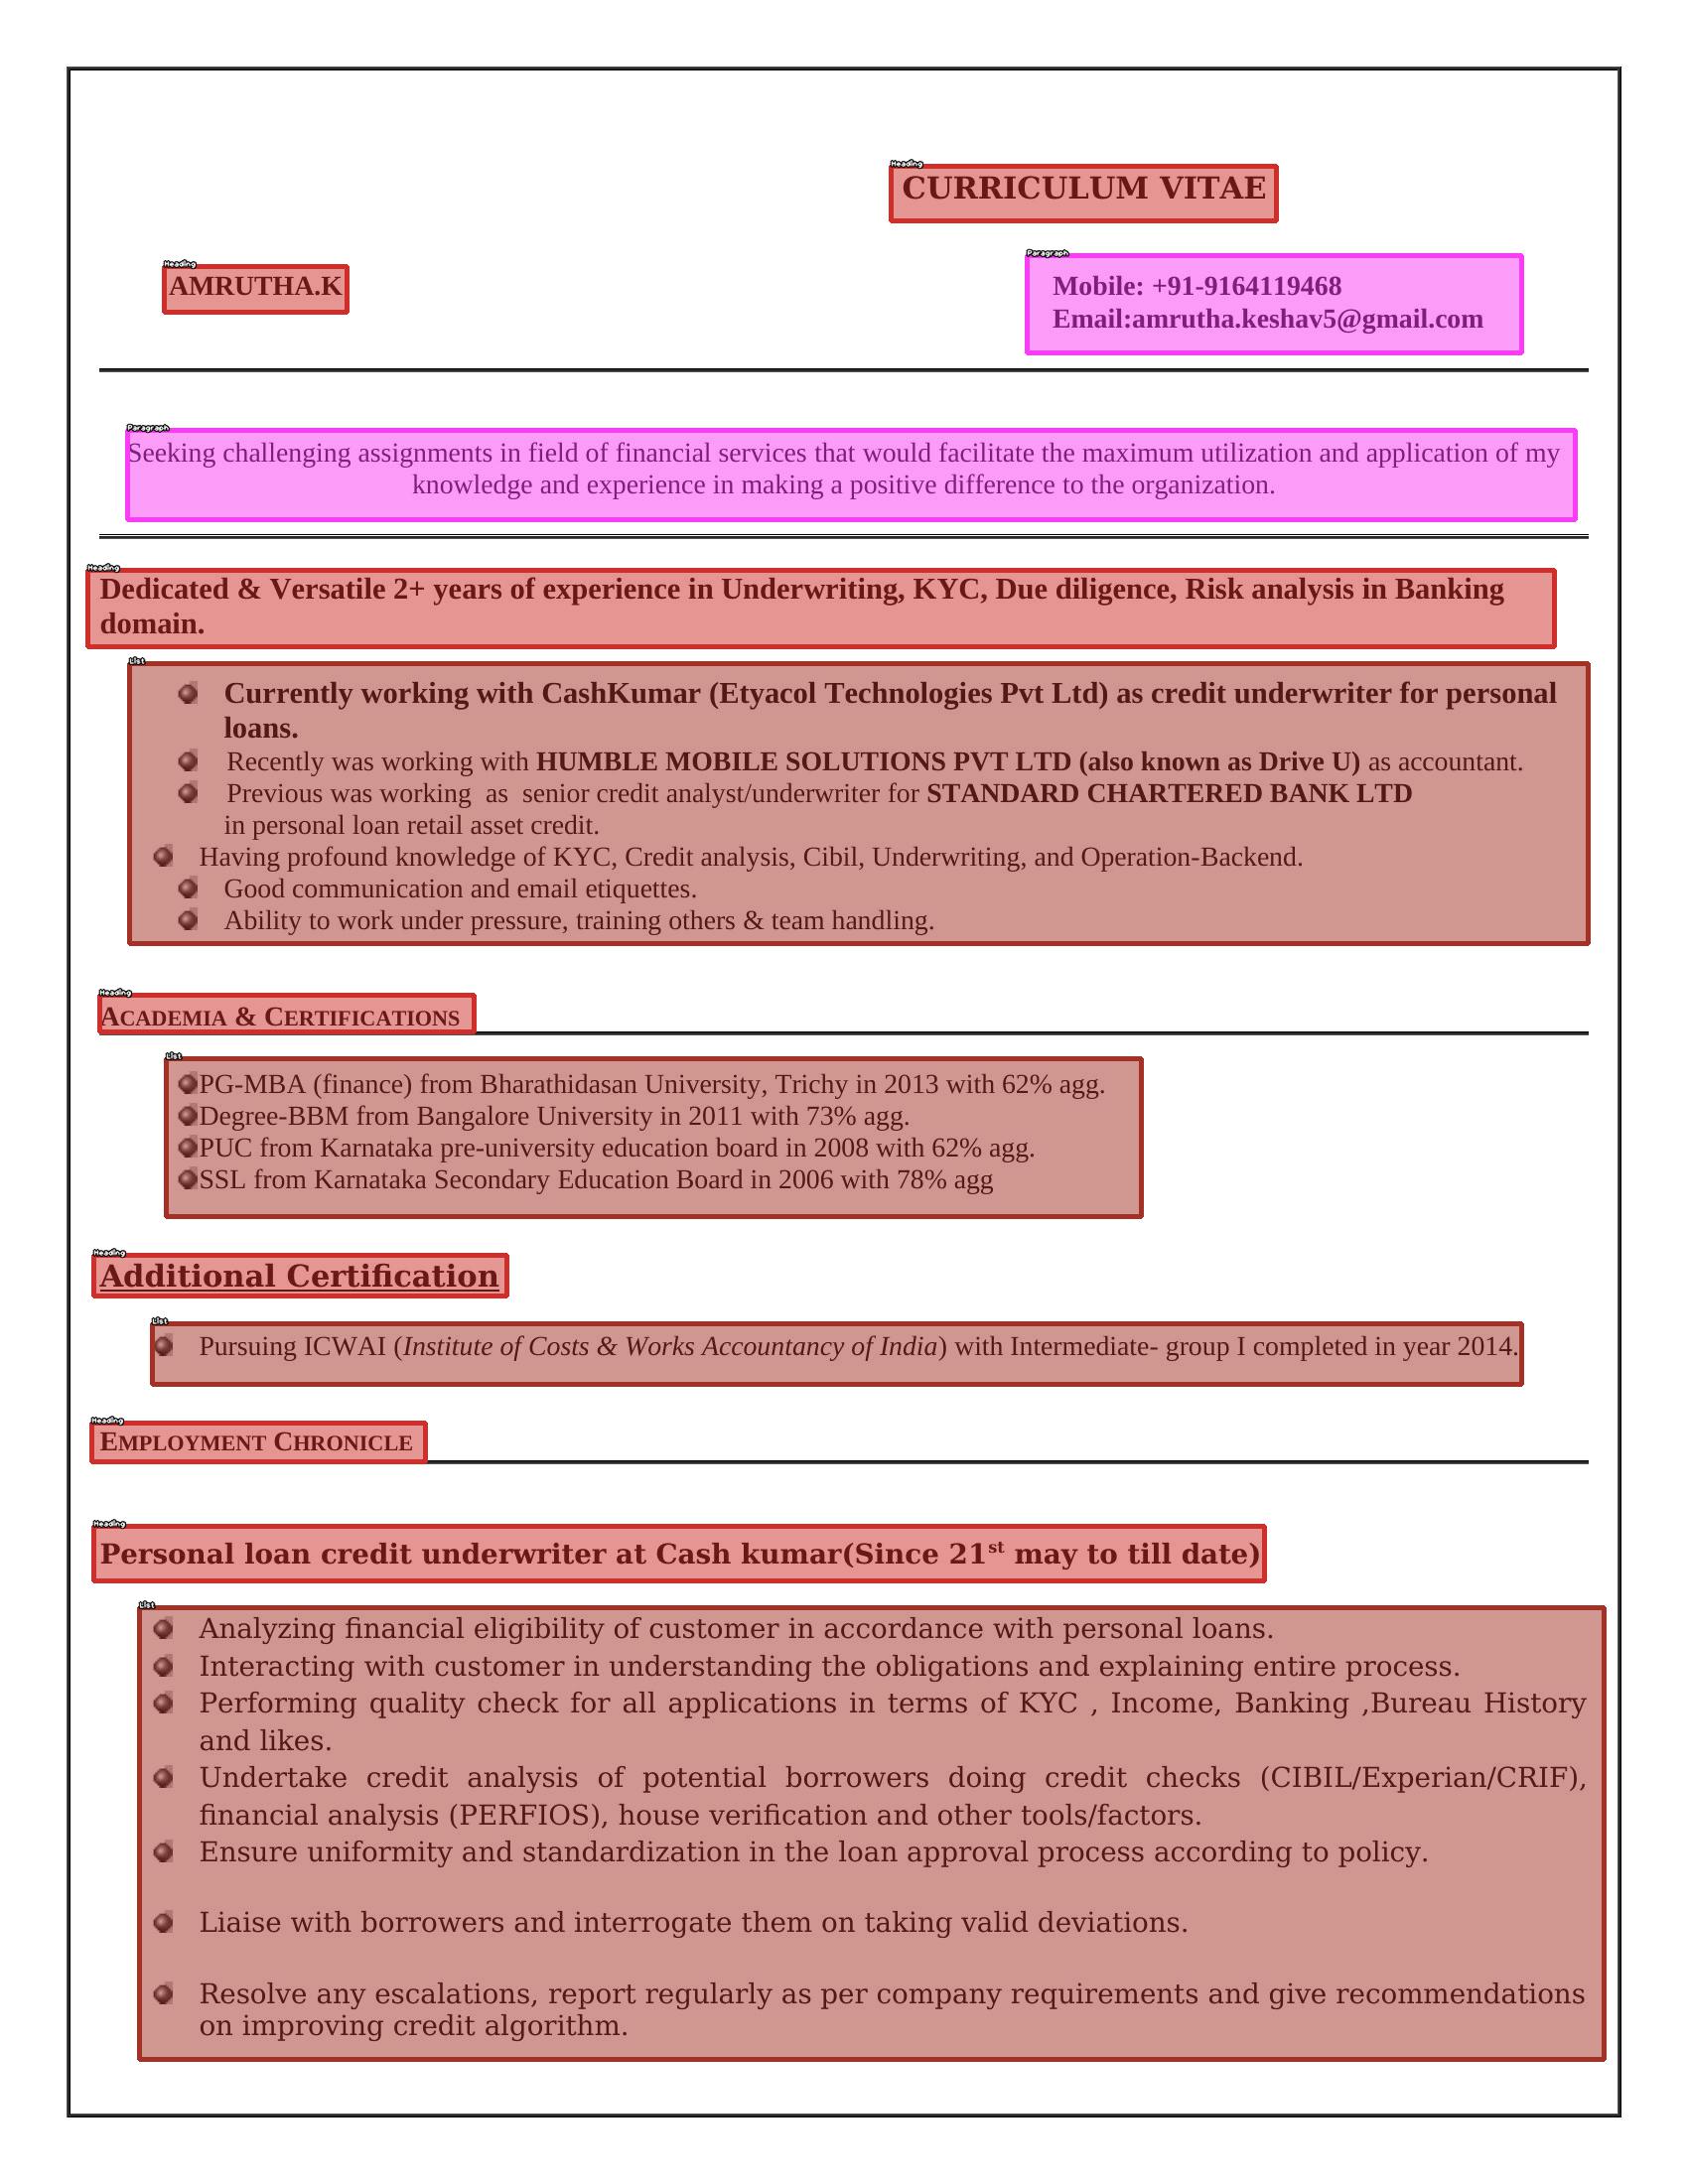 Heading
CURRICULUM VITAE
Heading
AMRUTHA.K
Paragraph
Mobile: +91-9164119468
Email:amrutha.keshav5@gmail.com
Paragraph
Seeking challenging assignments in field of financial services that would facilitate the maximum utilization and application of my
knowledge and experience in making a positive difference to the organization.
Heading
Dedicated & Versatile 2+ years of experience in Underwriting, KYC, Due diligence, Risk analysis in Banking
domain.
List
Currently working with CashKumar (Etyacol Technologies Pvt Ltd) as credit underwriter for personal
loans.
Recently was working with HUMBLE MOBILE SOLUTIONS PVT LTD (also known as Drive U) as accountant.
Previous was working as senior credit analyst/underwriter for STANDARD CHARTERED BANK LTD
in personal loan retail asset credit.
Having profound knowledge of KYC, Credit analysis, Cibil, Underwriting, and Operation-Backend.
Good communication and email etiquettes.
Ability to work under pressure, training others & team handling.
Heading
ACADEMIA & CERTIFICATIONS
List
PG-MBA (finance) from Bharathidasan University, Trichy in 2013 with 62% agg.
Degree-BBM from Bangalore University in 2011 with 73% agg.
PUC from Karnataka pre-university education board in 2008 with 62% agg.
SSL from Karnataka Secondary Education Board in 2006 with 78% agg
Heading
Additional Certification
List
Pursuing ICWAI (Institute of Costs & Works Accountancy of India) with Intermediate- group I completed in year 2014.
Heading
EMPLOYMENT CHRONICLE
Heading
Personal loan credit underwriter at Cash kumar(Since 21st may to till date)
List
Analyzing financial eligibility of customer in accordance with personal loans.
Interacting with customer in understanding the obligations and explaining entire process.
Performing quality check for all applications in terms of KYC , Income, Banking ,Bureau History
and likes.
Undertake credit analysis of potential borrowers doing credit checks (CIBIL/Experian/CRIF),
financial analysis (PERFIOS), house verification and other tools/factors.
Ensure uniformity and standardization in the loan approval process according to policy.
Liaise with borrowers and interrogate them on taking valid deviations.
Resolve any escalations, report regularly as per company requirements and give recommendations
on improving credit algorithm.